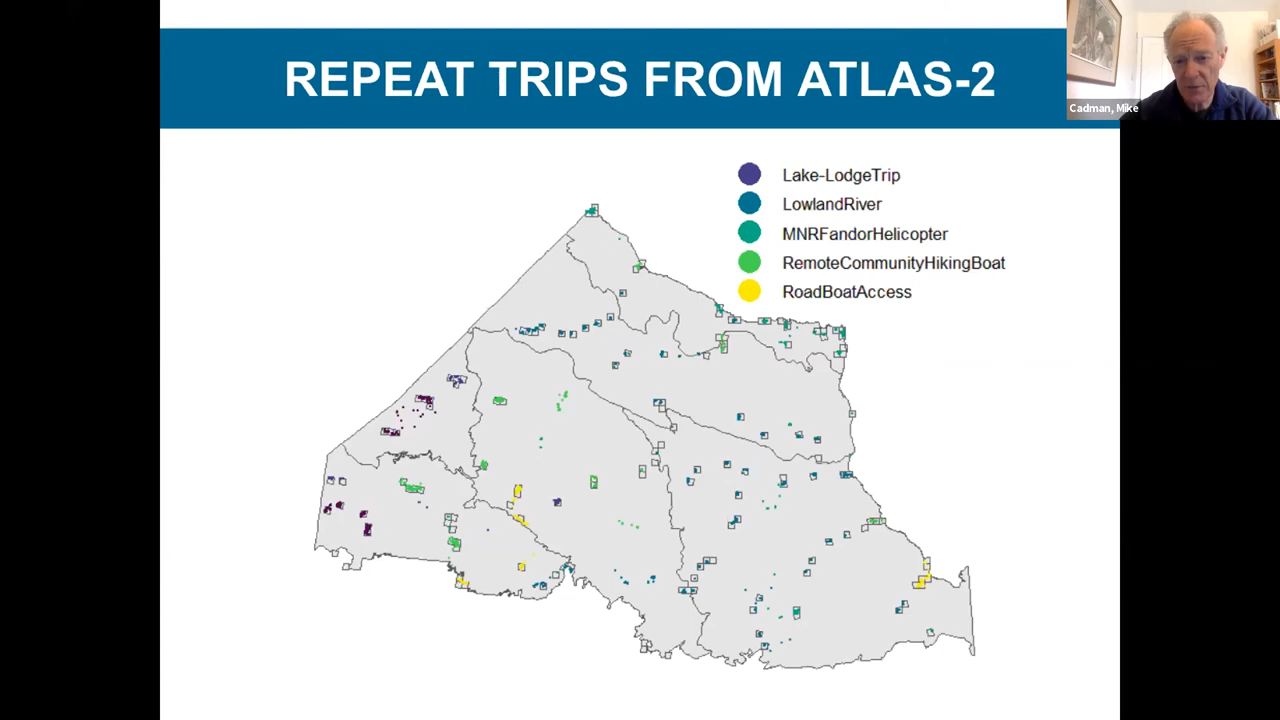 REPEAT TRIPS FROM ATLAS-2
Cadman, Mike
Lake-LodgeTrip
LowlandRiver
MNRFandorHelicopter
RemoteCommunityHikingBoat
RoadBoatAccess